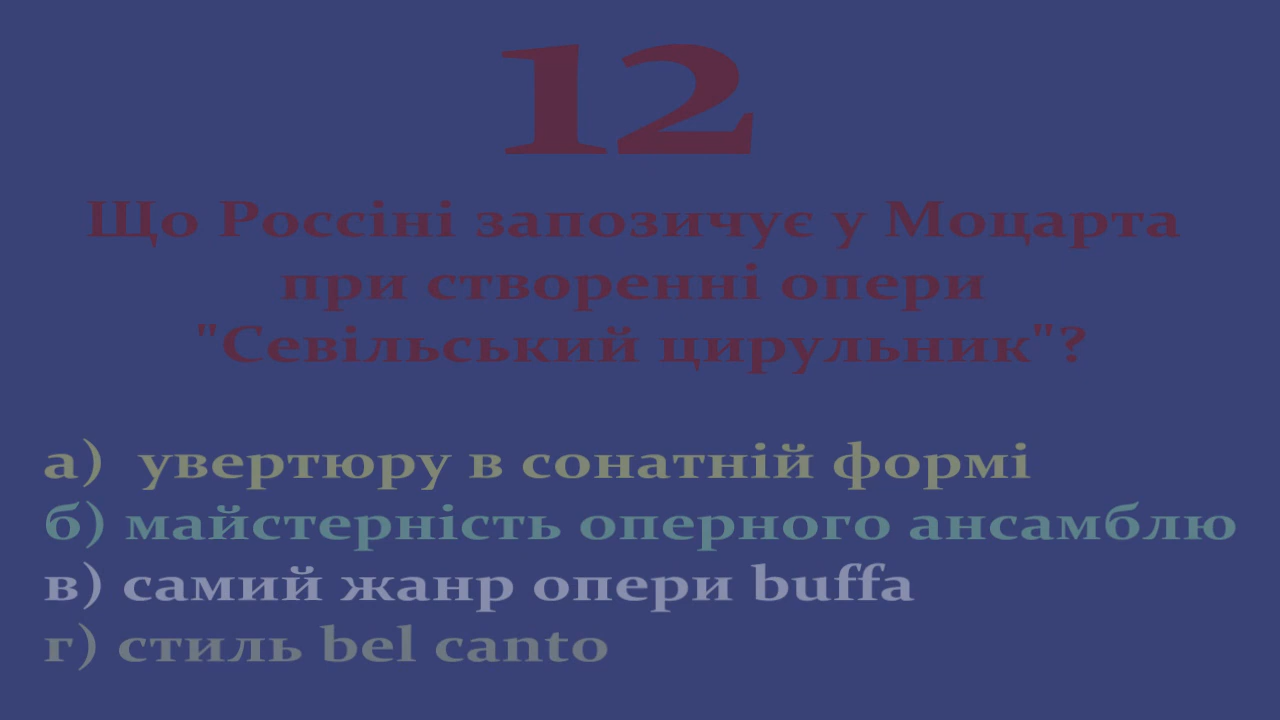 12
Що Россіні запозичує у Моцарта
при створенні опери
"Севільський цирульник"?
а) увертюру в сонатній формі
б) майстерність оперного ансамблю
в) самий жанр опери buffa
г) стиль bel canto